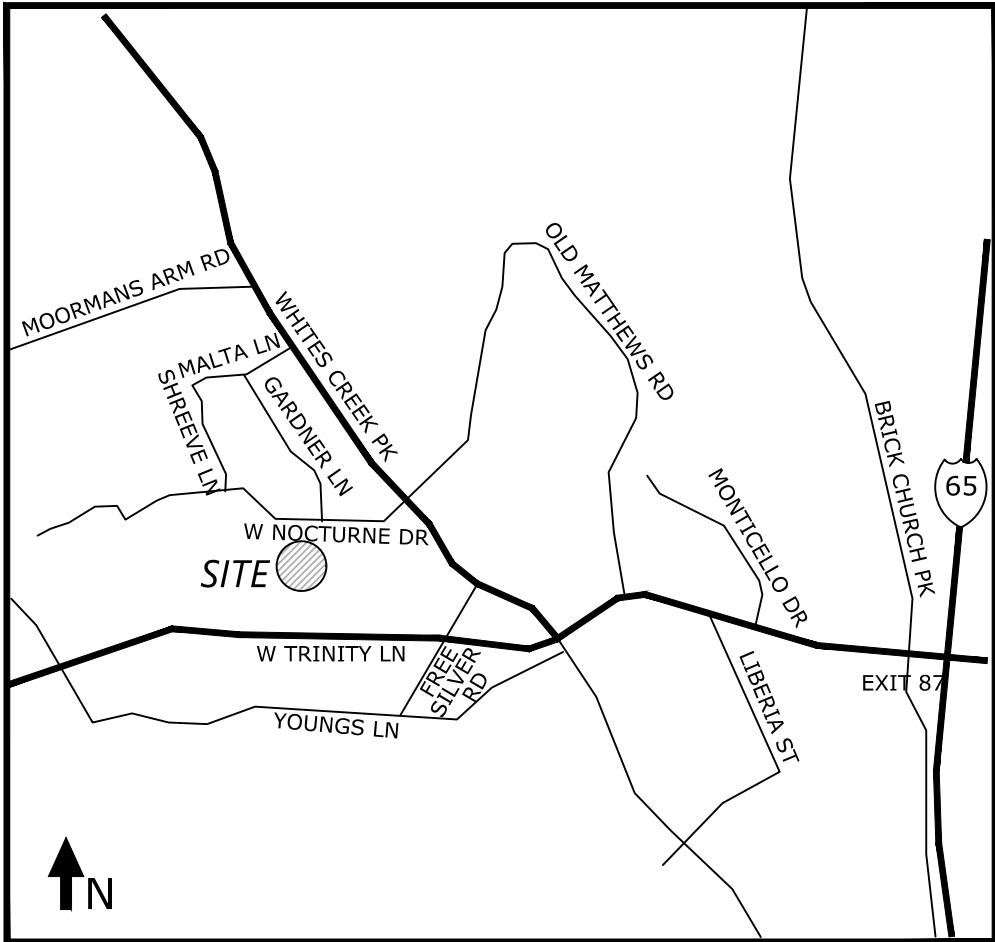 OLD MATTHEWS RD
MOORMANS ARM RD
WHITES CREEK PK
MALTA LN
SHREEVE LN
GARDNER LN
BRICK CHURCH PK
65
MONTICELLO DR
W NOCTURNE DR
SITE
W TRINITY LN
FREE
SILVER
RD
LIBERIA ST
EXIT 87
YOUNGS LN
N